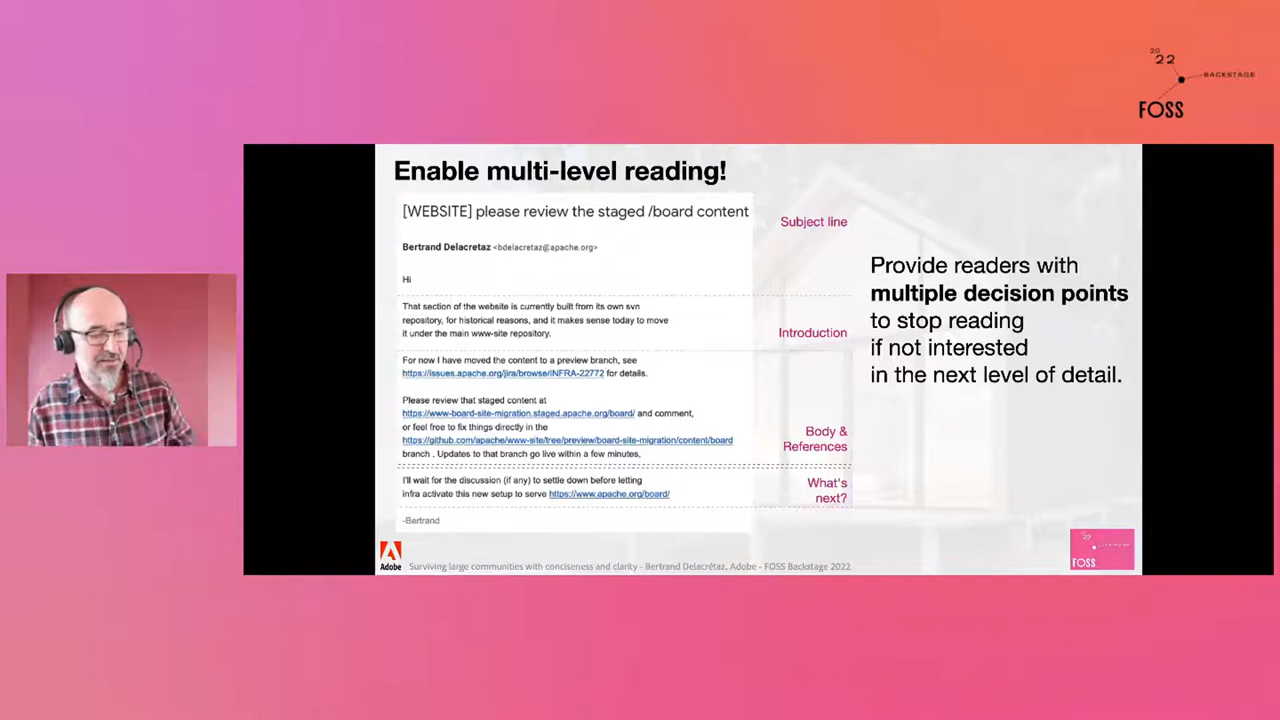 20
22
BACKSTAGE
FOSS
Enable multi-level reading!
[WEBSITE] please review the staged /board content
Subject line
Bertrand Delacretaz <bdelacretaz@apache.org>
Hi
That section of the website is currently built from its own svn
repository, for historical reasons, and it makes sense today to move
it under the main www-site repository.
Introduction
For now I have moved the content to a preview branch, see
https://issues.apache.org/jira/browse/INFRA-22772 for details.
Please review that staged content at
https://www-board-site-migration.staged.apache.org/board/ and comment,
or feel free to fix things directly in the
https://github.com/apache/www-site/tree/preview/board-site-migration/content/board
branch . Updates to that branch go live within a few minutes,
Body &
References
I'll wait for the discussion (if any) to settle down before letting
infra activate this new setup to serve https://www.apache.org/board/
What's
next?
-Bertrand
Provide readers with
multiple decision points
to stop reading
if not interested
in the next level of detail.
Adobe
Surviving large communities with conciseness and clarity - Bertrand Delacrétaz, Adobe - FOSS Backstage 2022
22
FOSS